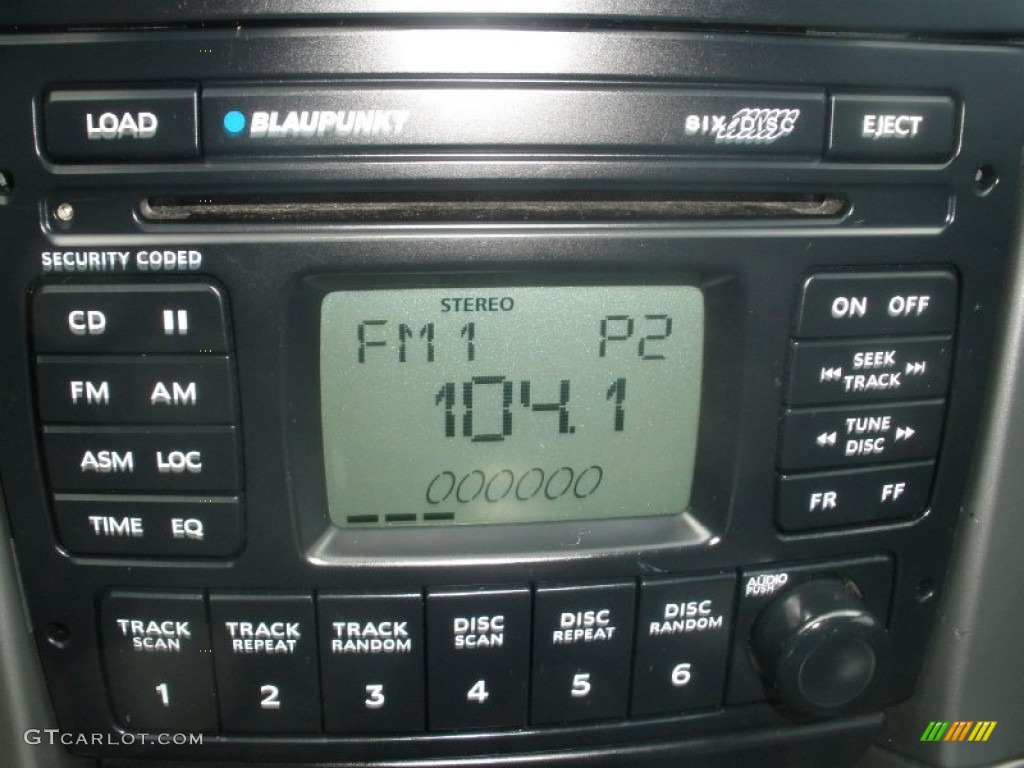 LOAD BLAUPUNKT SIX DISC EJECT
SECURITY CODED
CD
FM AM
ASM LOC
TIME EQ
STEREO
FM1 P2
104.1
000000
ON OFF
SEEK
TRACK
TUNE
DISC
FR FF
TRACK
SCAN
1
TRACK
REPEAT
2
TRACK
RANDOM
3
DISC
SCAN
4
DISC
REPEAT
5
DISC
RANDOM
6
AUDIO
PUSH
GTCARLOT.COM